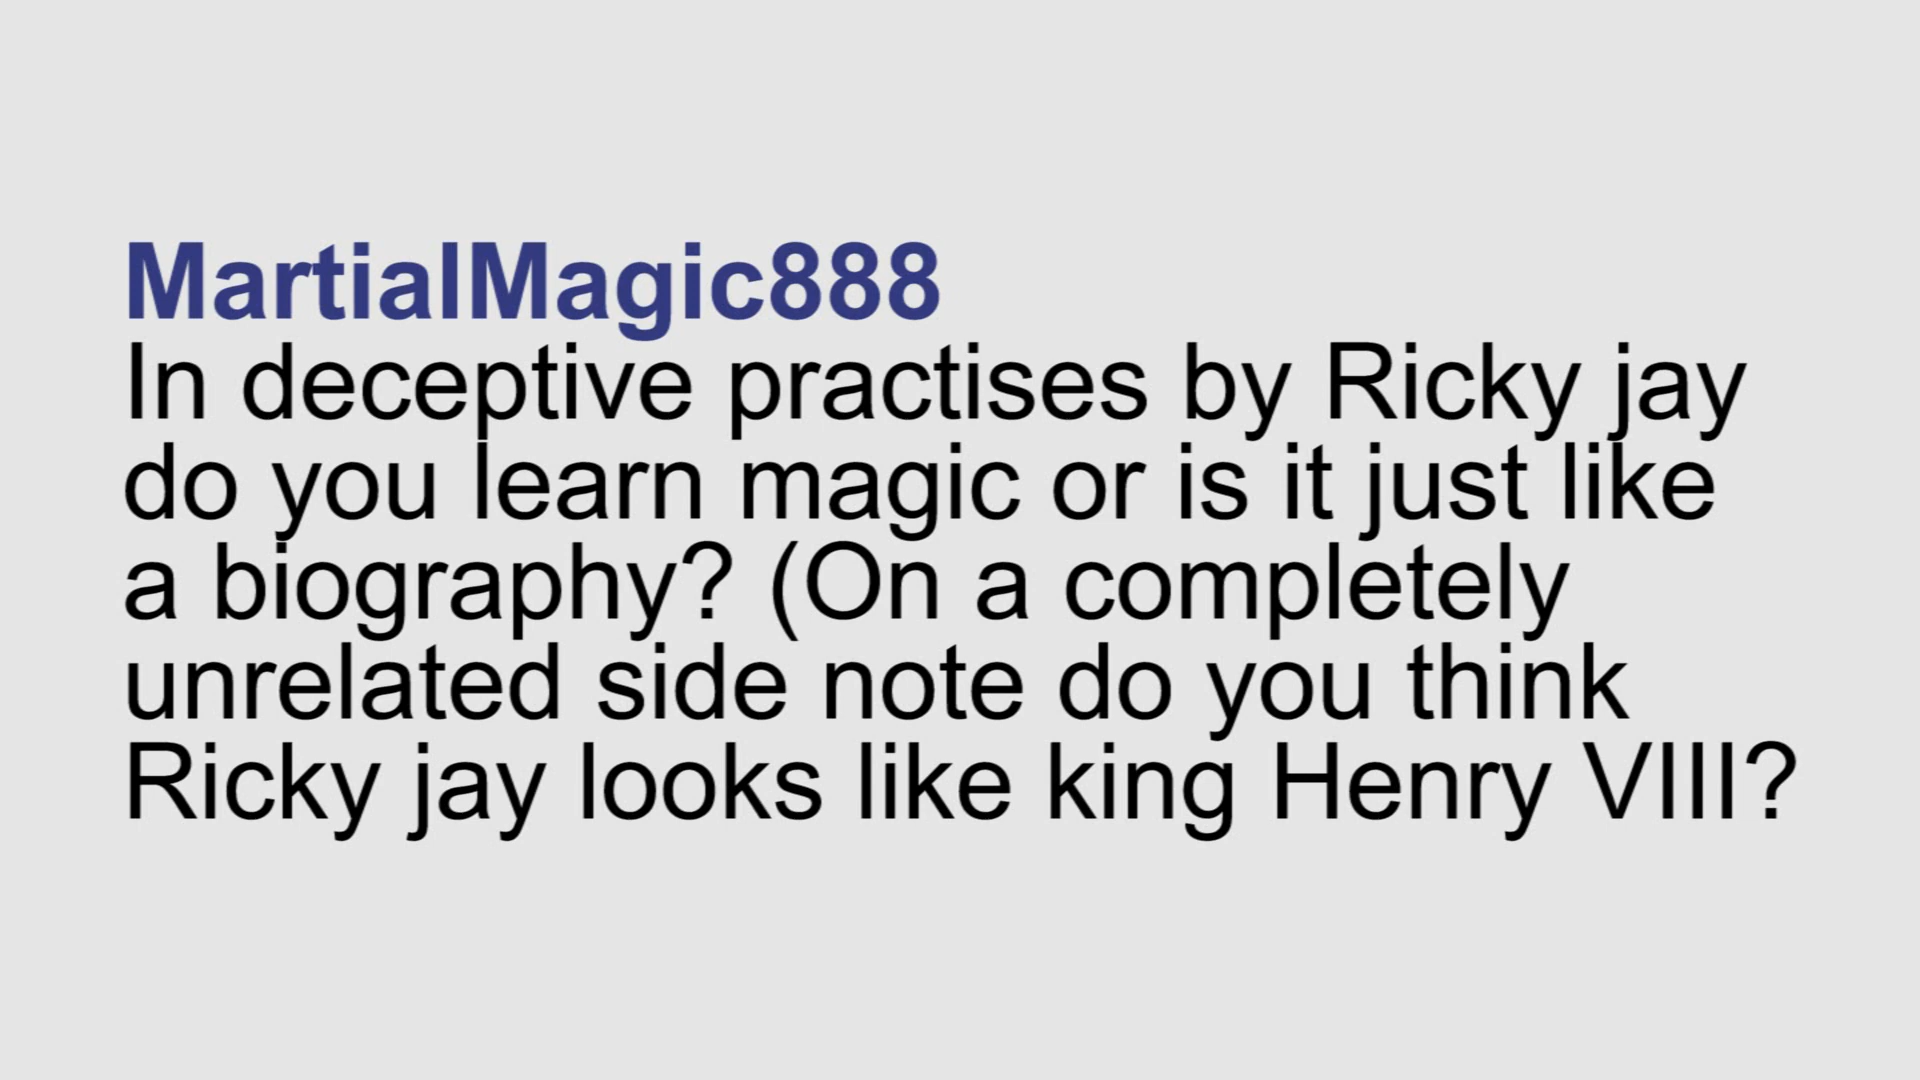 MartialMagic888
In deceptive practises by Ricky jay
do you learn magic or is it just like
a biography? (On a completely
unrelated side note do you think
Ricky jay looks like king Henry VIII?